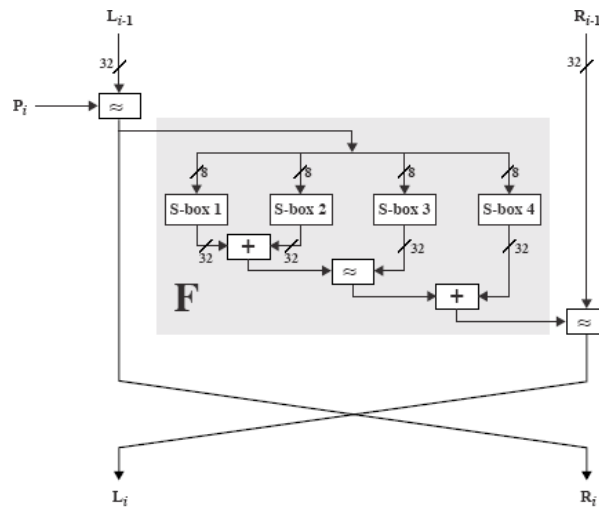 L_{i-1} R_{i-1}
32 32
P_i ≈
8 8 8 8
S-box 1 S-box 2 S-box 3 S-box 4
32 + 32 32 32
≈
F +
≈
L_i R_i